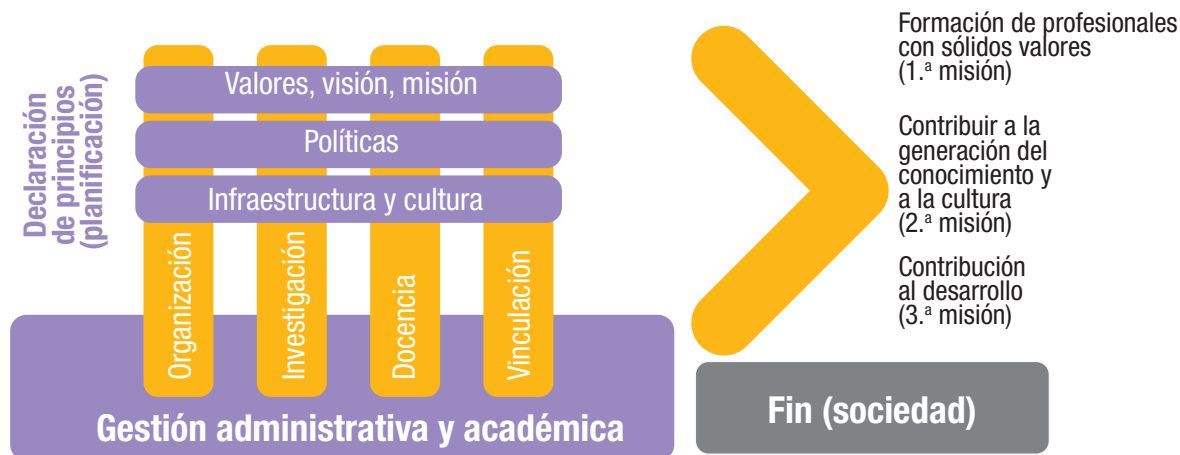 Declaración
de principios
(planificación)
Valores, visión, misión
Políticas
Infraestructura y cultura
Organización
Investigación
Docencia
Vinculación
Gestión administrativa y académica
Formación de profesionales
con sólidos valores
(1.ª misión)
Contribuir a la
generación del
conocimiento y
a la cultura
(2.ª misión)
Contribución
al desarrollo
(3.ª misión)
Fin (sociedad)